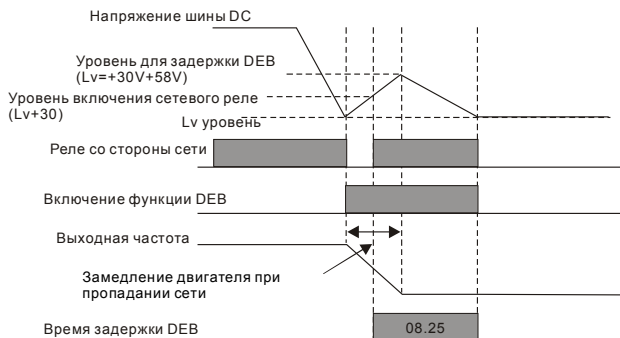 Напряжение шины DC
Уровень для задержки DEB
(Lv=+30V+58V)
Уровень включения сетевого реле
(Lv+30)
Lv уровень
Реле со стороны сети
Включение функции DEB
Выходная частота
Замедление двигателя при
пропадании сети
Время задержки DEB
08.25